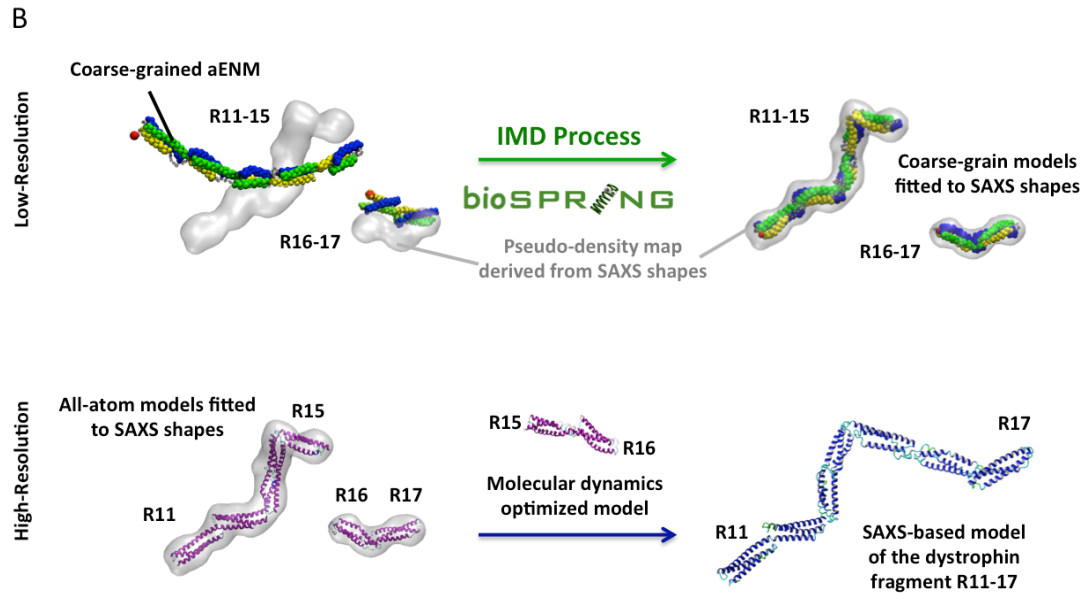 B
Low-Resolution
Coarse-grained aENM
R11-15
R16-17
IMD Process
bioSPRING
Pseudo-density map
derived from SAXS shapes
R11-15
Coarse-grain models
fitted to SAXS shapes
R16-17
High-Resolution
All-atom models fitted
to SAXS shapes
R15
R11
R16 R17
R15
R16
Molecular dynamics
optimized model
R17
R11
SAXS-based model
of the dystrophin
fragment R11-17